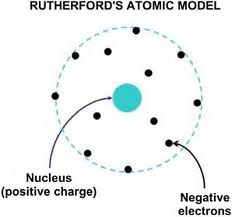 RUTHERFORD'S ATOMIC MODEL
Nucleus
(positive charge)
Negative
electrons